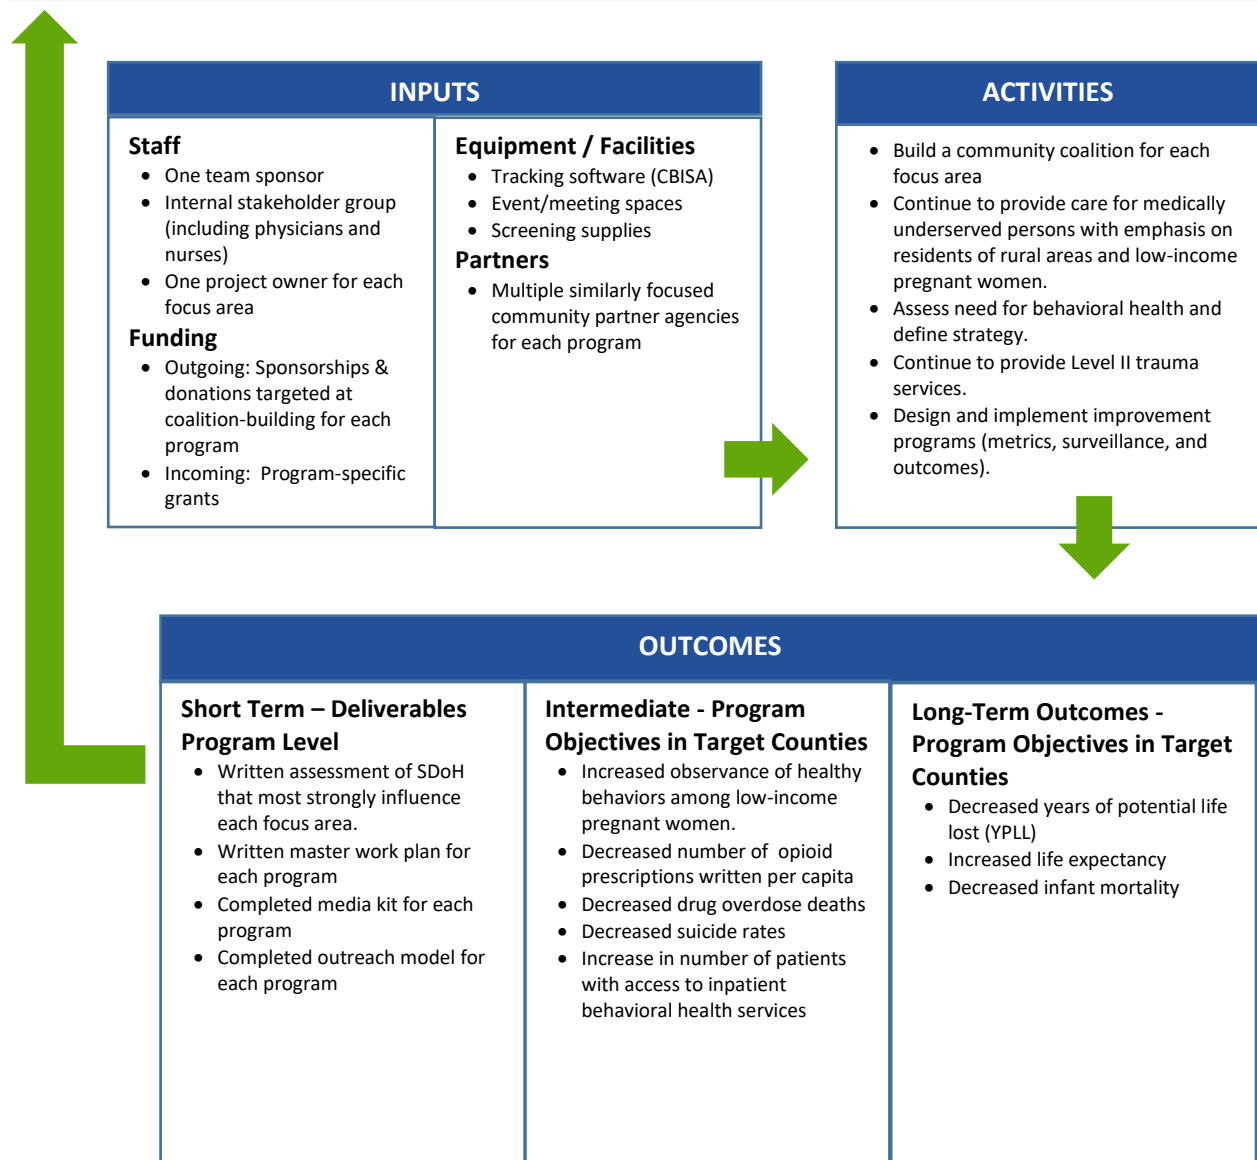 INPUTS
Staff
• One team sponsor
• Internal stakeholder group
(including physicians and
nurses)
• One project owner for each
focus area
Funding
• Outgoing: Sponsorships &
donations targeted at
coalition-building for each
program
• Incoming:  Program-specific
grants
Equipment / Facilities
• Tracking software (CBISA)
• Event/meeting spaces
• Screening supplies
Partners
• Multiple similarly focused
community partner agencies
for each program
ACTIVITIES
• Build a community coalition for each
focus area
• Continue to provide care for medically
underserved persons with emphasis on
residents of rural areas and low-income
pregnant women.
• Assess need for behavioral health and
define strategy.
• Continue to provide Level II trauma
services.
• Design and implement improvement
programs (metrics, surveillance, and
outcomes).
OUTCOMES
Short Term – Deliverables
Program Level
• Written assessment of SDoH
that most strongly influence
each focus area.
• Written master work plan for
each program
• Completed media kit for each
program
• Completed outreach model for
each program
Intermediate - Program
Objectives in Target Counties
• Increased observance of healthy
behaviors among low-income
pregnant women.
• Decreased number of  opioid
prescriptions written per capita
• Decreased drug overdose deaths
• Decreased suicide rates
• Increase in number of patients
with access to inpatient
behavioral health services
Long-Term Outcomes -
Program Objectives in Target
Counties
• Decreased years of potential life
lost (YPLL)
• Increased life expectancy
• Decreased infant mortality